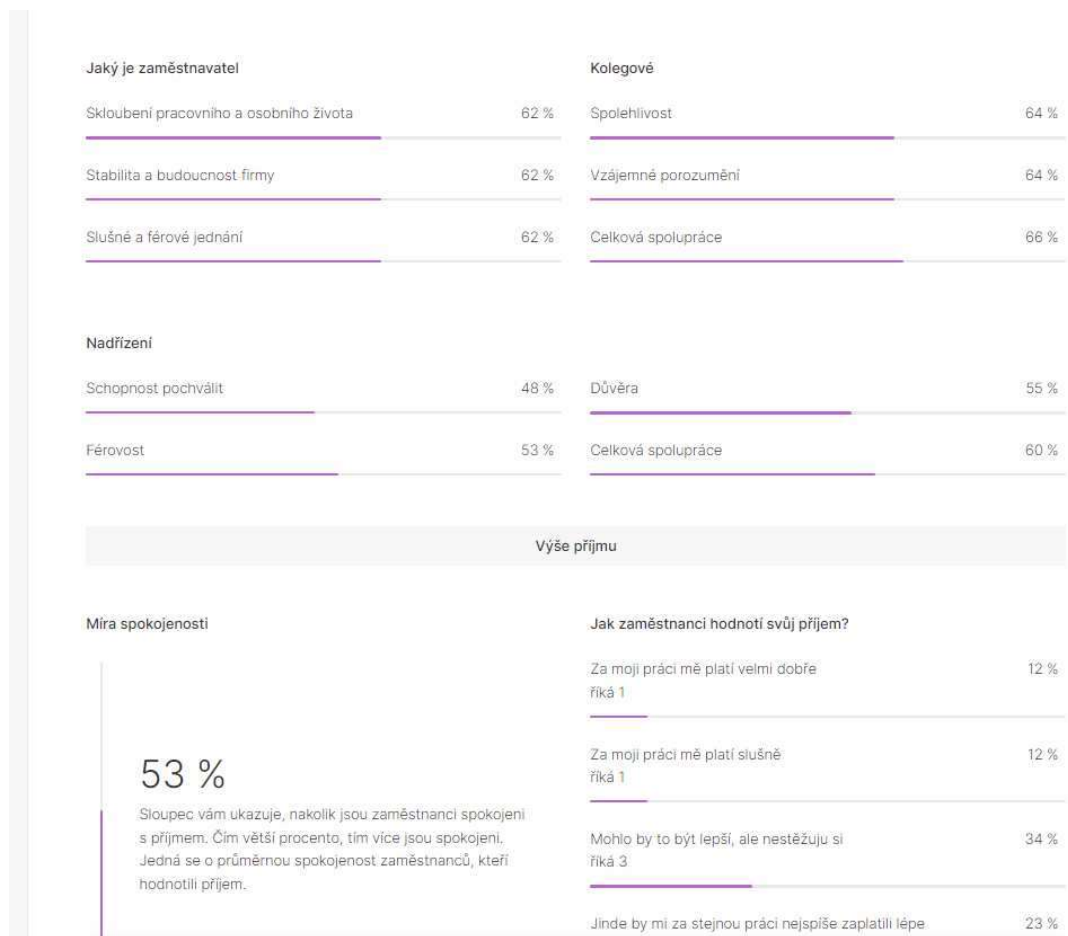 Jaký je zaměstnavatel
Skloubení pracovního a osobního života 62 %
Stabilita a budoucnost firmy 62 %
Slušné a férové jednání 62 %
Kolegové
Spolehlivost 64 %
Vzájemné porozumění 64 %
Celková spolupráce 66 %
Nadřízení
Schopnost pochválit 48 %
Férovost 53 %
Důvěra 55 %
Celková spolupráce 60 %
Výše příjmu
Míra spokojenosti
53 %
Sloupec vám ukazuje, nakolik jsou zaměstnanci spokojeni
s příjmem. Čím větší procento, tím více jsou spokojeni.
Jedná se o průměrnou spokojenost zaměstnanců, kteří
hodnotili příjem.
Jak zaměstnanci hodnotí svůj příjem?
Za moji práci mě platí velmi dobře 12 %
říká 1
Za moji práci mě platí slušně 12 %
říká 1
Mohlo by to být lepší, ale nestěžuju si 34 %
říká 3
Jinde by mi za stejnou práci nejspíše zaplatili lépe 23 %